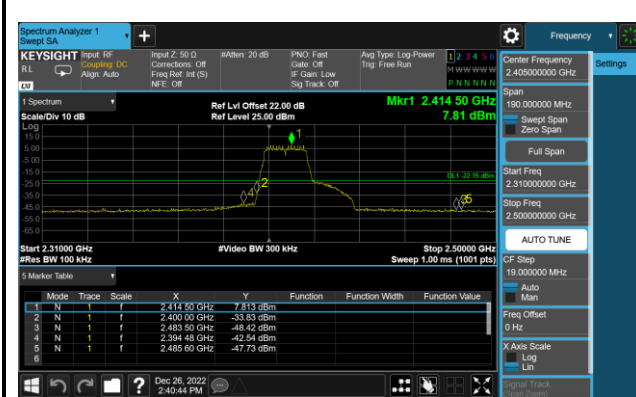 Spectrum Analyzer 1
Swept SA
Frequency
KEYSIGHT
Input: RF
Input Z: 50 Ω
#Atten: 20 dB
PNO: Fast
Avg Type: Log-Power
1 2 3 4 5 6
RL
Coupling: DC
Corrections: Off
Gate: Off
Trig: Free Run
M W W W W W
Align: Auto
Freq Ref: Int (S)
IF Gain: Low
P N N N N N
LXI
NFE: Off
Sig Track: Off
Center Frequency
2.405000000 GHz
Settings
1 Spectrum
Ref Lvl Offset 22.00 dB
Mkr1 2.414 50 GHz
Scale/Div 10 dB
Ref Level 25.00 dBm
7.81 dBm
Span
190.000000 MHz
Swept Span
Zero Span
Log
15.0
5.00
-5.00
-15.0
-25.0
-35.0
-45.0
-55.0
-65.0
1
DL1 -22.19 dBm
2
4
3
5
Full Span
Start Freq
2.310000000 GHz
Stop Freq
2.500000000 GHz
AUTO TUNE
Start 2.31000 GHz
#Video BW 300 kHz
Stop 2.50000 GHz
#Res BW 100 kHz
Sweep 1.00 ms (1001 pts)
CF Step
19.000000 MHz
Auto
Man
5 Marker Table
Mode Trace Scale X Y Function Function Width Function Value
1 N 1 f 2.414 50 GHz 7.813 dBm
2 N 1 f 2.400 00 GHz -33.83 dBm
3 N 1 f 2.483 50 GHz -48.42 dBm
4 N 1 f 2.394 48 GHz -42.54 dBm
5 N 1 f 2.485 60 GHz -47.73 dBm
6
Freq Offset
0 Hz
X Axis Scale
Log
Lin
Signal Track
(Span Zoom)
?
Dec 26, 2022
2:40:44 PM